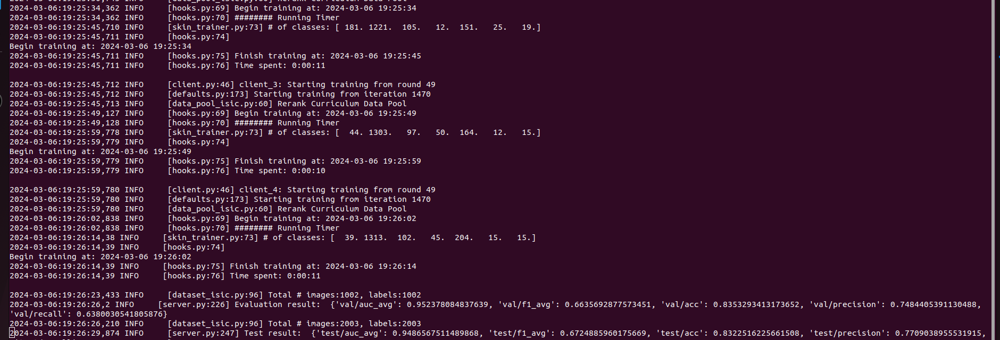 2024-03-06:19:25:34,362 INFO     [hooks.py:69] Begin training at: 2024-03-06 19:25:34
2024-03-06:19:25:34,362 INFO     [hooks.py:70] ######## Running Timer
2024-03-06:19:25:45,710 INFO     [skin_trainer.py:73] # of classes: [ 181. 1221.  105.   12.  151.   25.   19.]
2024-03-06:19:25:45,711 INFO     [hooks.py:74]
Begin training at: 2024-03-06 19:25:34
2024-03-06:19:25:45,711 INFO     [hooks.py:75] Finish training at: 2024-03-06 19:25:45
2024-03-06:19:25:45,711 INFO     [hooks.py:76] Time spent: 0:00:11
2024-03-06:19:25:45,712 INFO     [client.py:46] client_3: Starting training from round 49
2024-03-06:19:25:45,712 INFO     [defaults.py:173] Starting training from iteration 1470
2024-03-06:19:25:45,713 INFO     [data_pool_isic.py:60] Rerank Curriculum Data Pool
2024-03-06:19:25:49,127 INFO     [hooks.py:69] Begin training at: 2024-03-06 19:25:49
2024-03-06:19:25:49,128 INFO     [hooks.py:70] ######## Running Timer
2024-03-06:19:25:59,778 INFO     [skin_trainer.py:73] # of classes: [  44. 1303.   97.   50.  164.   12.   15.]
2024-03-06:19:25:59,779 INFO     [hooks.py:74]
Begin training at: 2024-03-06 19:25:49
2024-03-06:19:25:59,779 INFO     [hooks.py:75] Finish training at: 2024-03-06 19:25:59
2024-03-06:19:25:59,779 INFO     [hooks.py:76] Time spent: 0:00:10
2024-03-06:19:25:59,780 INFO     [client.py:46] client_4: Starting training from round 49
2024-03-06:19:25:59,780 INFO     [defaults.py:173] Starting training from iteration 1470
2024-03-06:19:25:59,780 INFO     [data_pool_isic.py:60] Rerank Curriculum Data Pool
2024-03-06:19:26:02,838 INFO     [hooks.py:69] Begin training at: 2024-03-06 19:26:02
2024-03-06:19:26:02,838 INFO     [hooks.py:70] ######## Running Timer
2024-03-06:19:26:14,38 INFO     [skin_trainer.py:73] # of classes: [  39. 1313.  102.   45.  204.   15.   15.]
2024-03-06:19:26:14,39 INFO     [hooks.py:74]
Begin training at: 2024-03-06 19:26:02
2024-03-06:19:26:14,39 INFO     [hooks.py:75] Finish training at: 2024-03-06 19:26:14
2024-03-06:19:26:14,39 INFO     [hooks.py:76] Time spent: 0:00:11
2024-03-06:19:26:23,433 INFO     [dataset_isic.py:96] Total # images:1002, labels:1002
2024-03-06:19:26:26,2 INFO     [server.py:226] Evaluation result:  {'val/auc_avg': 0.952378084837639, 'val/f1_avg': 0.6635692877573451, 'val/acc': 0.8353293413173652, 'val/precision': 0.7484405391130488,
'val/recall': 0.6380030541805876}
2024-03-06:19:26:26,210 INFO     [dataset_isic.py:96] Total # images:2003, labels:2003
2024-03-06:19:26:29,874 INFO     [server.py:247] Test result:  {'test/auc_avg': 0.9486567511489868, 'test/f1_avg': 0.6724885960175669, 'test/acc': 0.8322516225661508, 'test/precision': 0.7709038955531915,